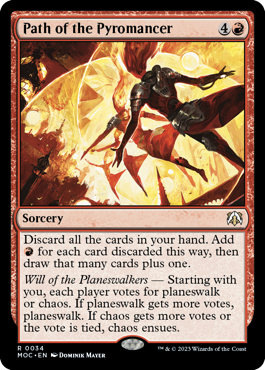 Path of the Pyromancer 4
Sorcery
Discard all the cards in your hand. Add
for each card discarded this way, then
draw that many cards plus one.
Will of the Planeswalkers — Starting with
you, each player votes for planeswalk
or chaos. If planeswalk gets more votes,
planeswalk. If chaos gets more votes or
the vote is tied, chaos ensues.
R 0034
MOC • EN DOMINIK MAYER
™ & © 2023 Wizards of the Coast